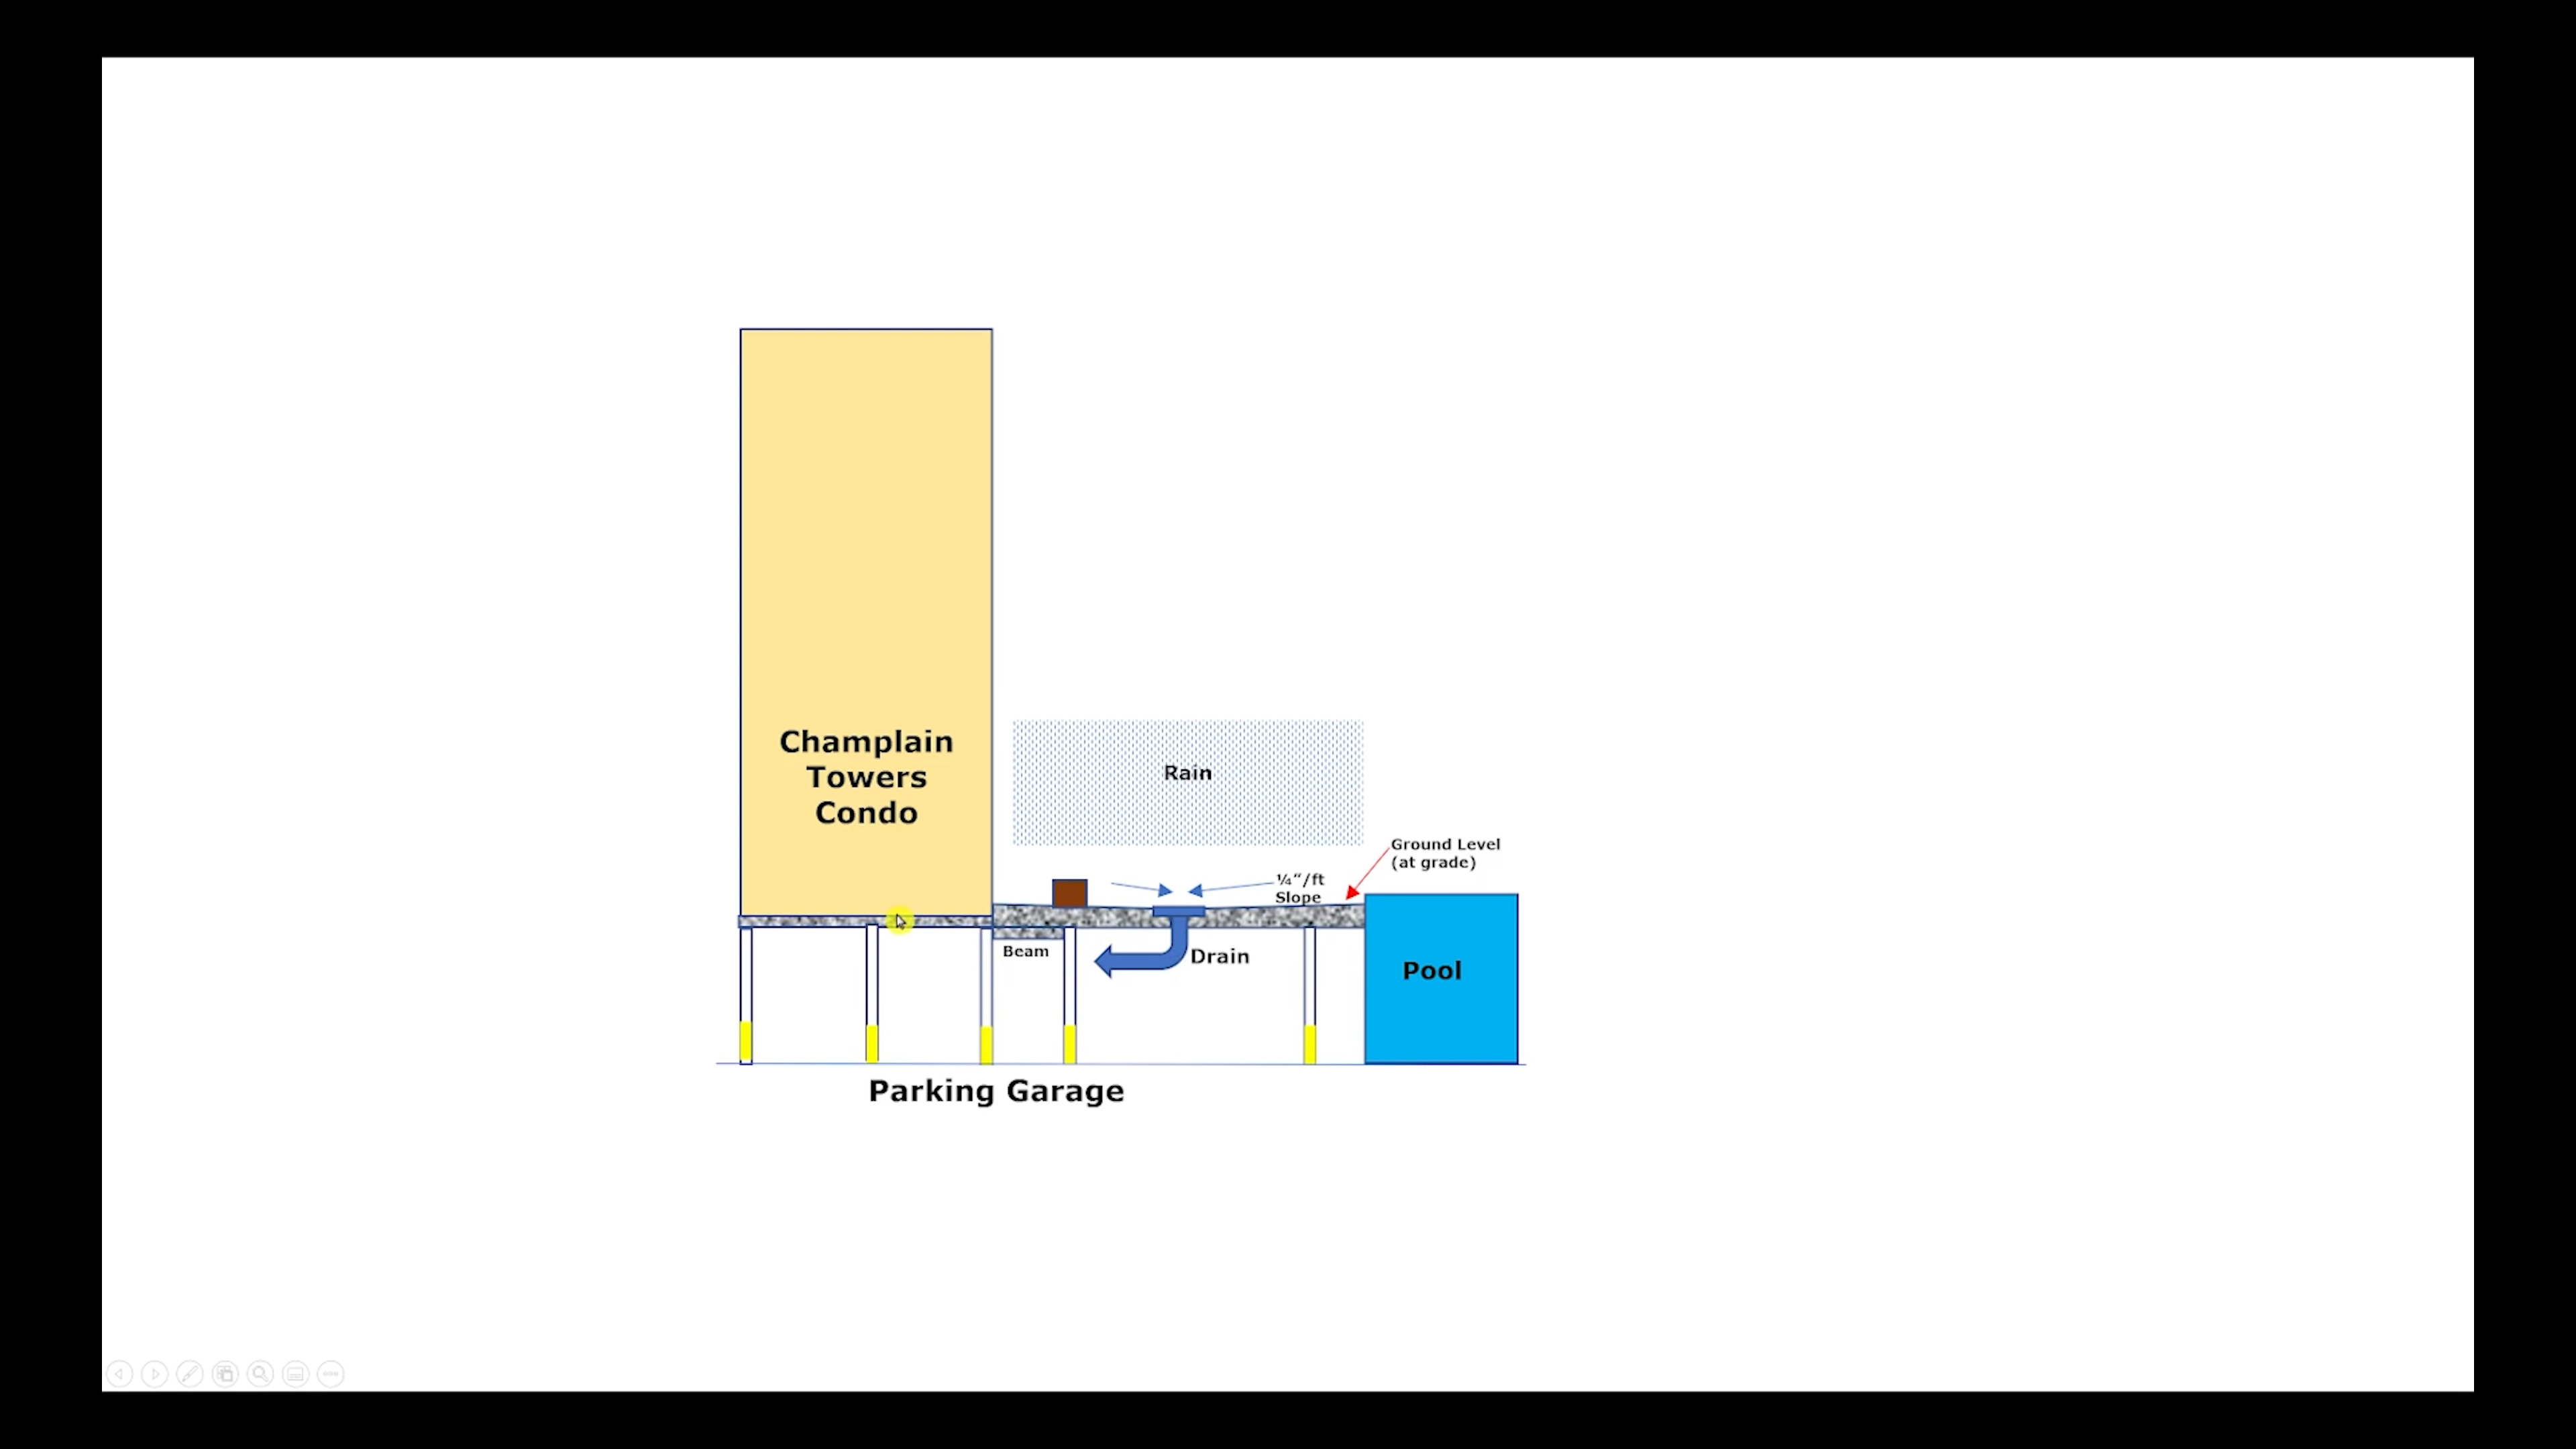 Champlain
Towers
Condo
Rain
Ground Level
(at grade)
¼“/ft
Slope
Beam
Drain
Pool
Parking Garage